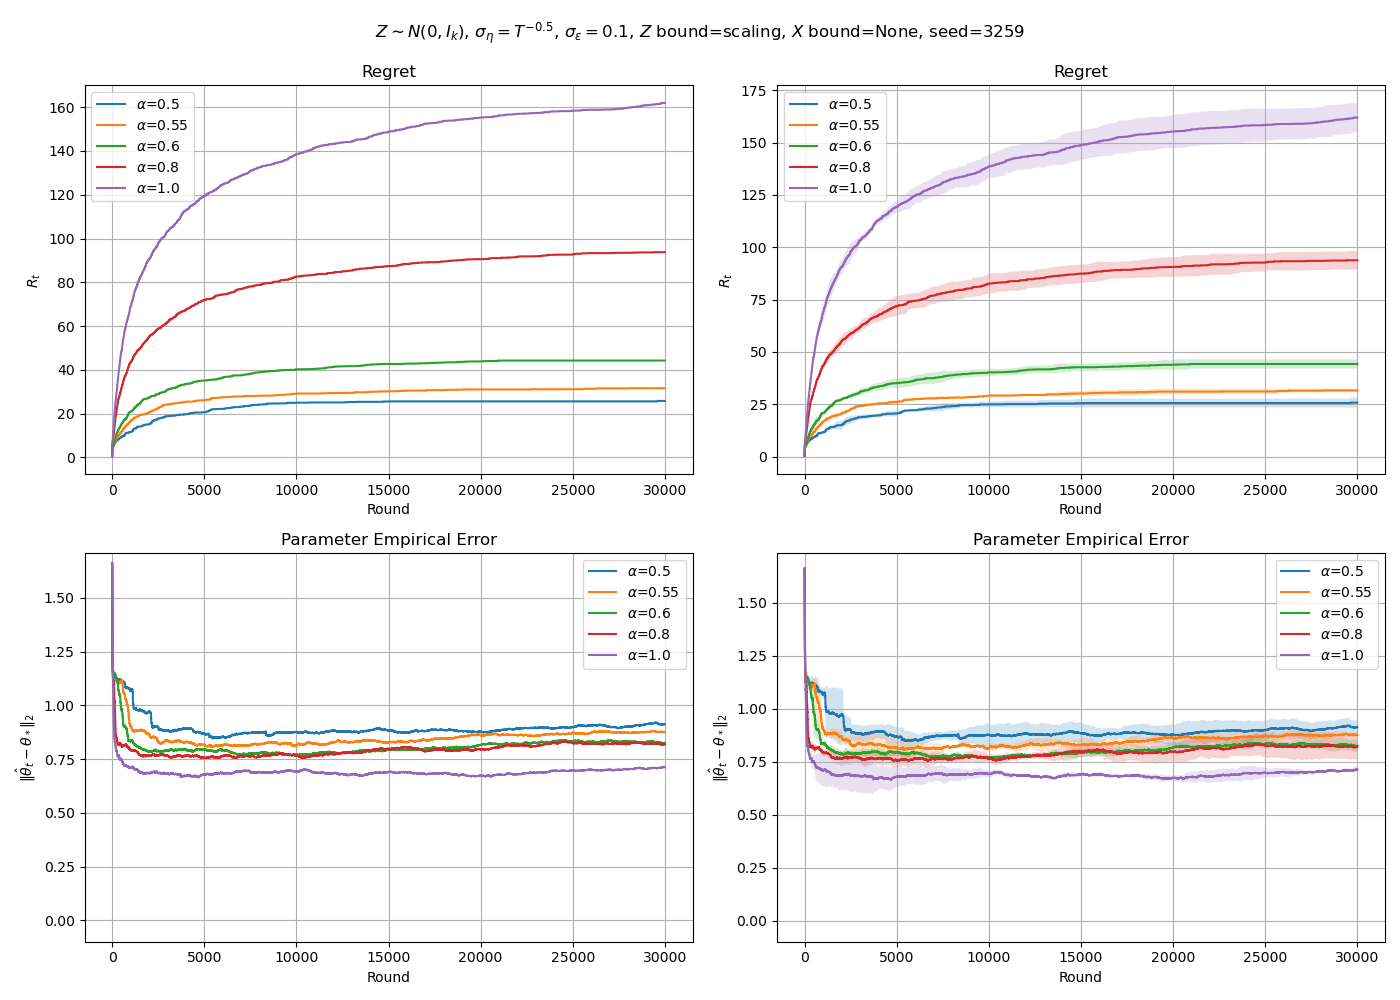 Z ∼ N(0, I_k), σ_η = T^{−0.5}, σ_ε = 0.1, Z bound=scaling, X bound=None, seed=3259
Regret
R_t
160
140
120
100
80
60
40
20
0
α=0.5
α=0.55
α=0.6
α=0.8
α=1.0
0 5000 10000 15000 20000 25000 30000
Round
Regret
R_t
175
150
125
100
75
50
25
0
α=0.5
α=0.55
α=0.6
α=0.8
α=1.0
0 5000 10000 15000 20000 25000 30000
Round
Parameter Empirical Error
‖θ̂_t − θ_*‖_2
1.50
1.25
1.00
0.75
0.50
0.25
0.00
α=0.5
α=0.55
α=0.6
α=0.8
α=1.0
0 5000 10000 15000 20000 25000 30000
Round
Parameter Empirical Error
‖θ̂_t − θ_*‖_2
1.50
1.25
1.00
0.75
0.50
0.25
0.00
α=0.5
α=0.55
α=0.6
α=0.8
α=1.0
0 5000 10000 15000 20000 25000 30000
Round